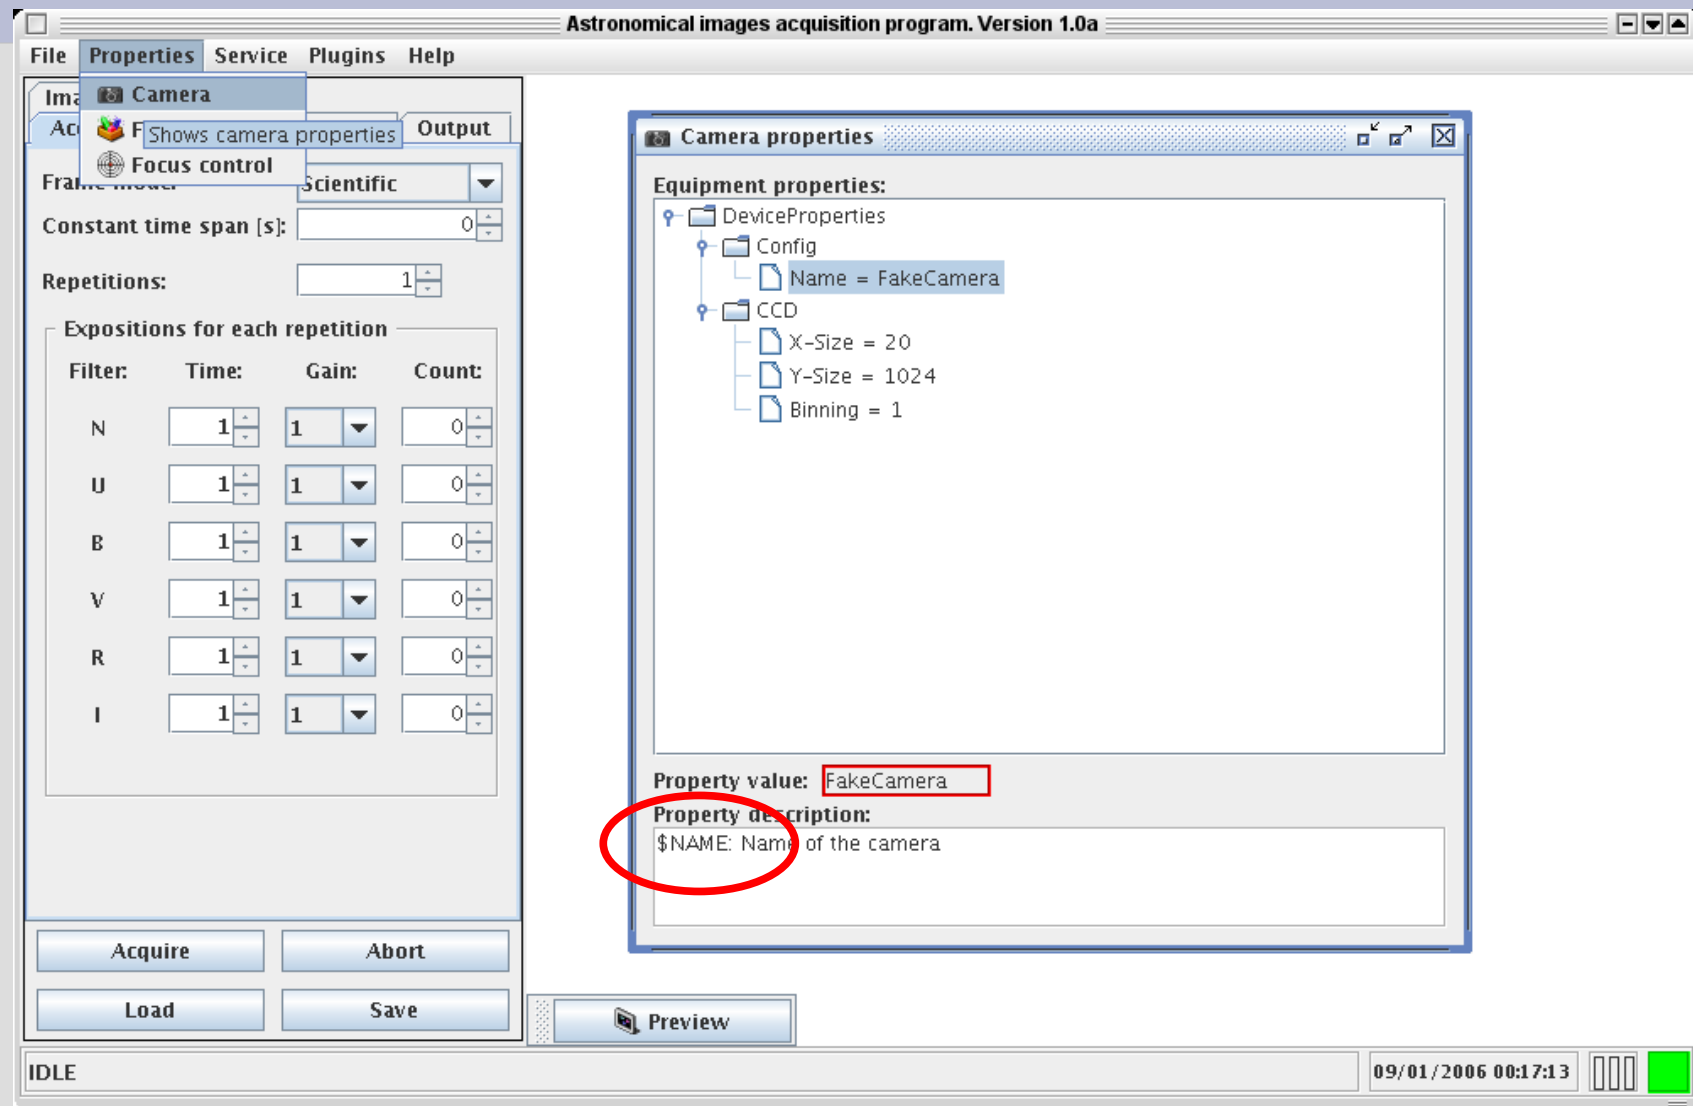 Astronomical images acquisition program. Version 1.0a
File Properties Service Plugins Help
Camera
Shows camera properties
Focus control
Output
Scientific
Constant time span [s]: 0
Repetitions: 1
Expositions for each repetition
Filter: Time: Gain: Count:
N 1 1 0
U 1 1 0
B 1 1 0
V 1 1 0
R 1 1 0
I 1 1 0
Acquire Abort
Load Save
Camera properties
Equipment properties:
DeviceProperties
Config
Name = FakeCamera
CCD
X-Size = 20
Y-Size = 1024
Binning = 1
Property value: FakeCamera
Property description:
$NAME: Name of the camera
Preview
IDLE
09/01/2006 00:17:13